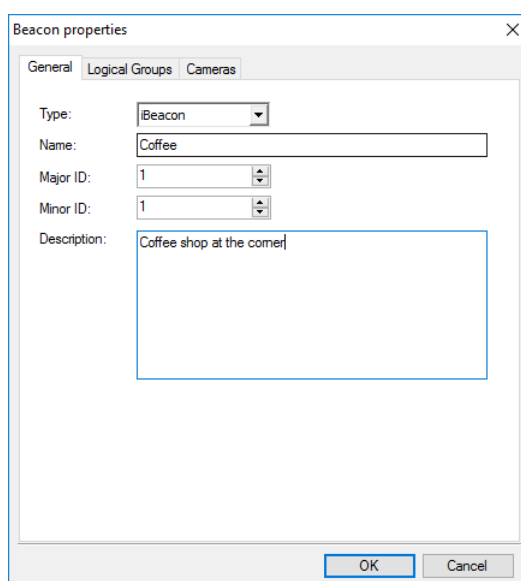 Beacon properties
General Logical Groups Cameras
Type: iBeacon
Name: Coffee
Major ID: 1
Minor ID: 1
Description: Coffee shop at the corner
OK Cancel